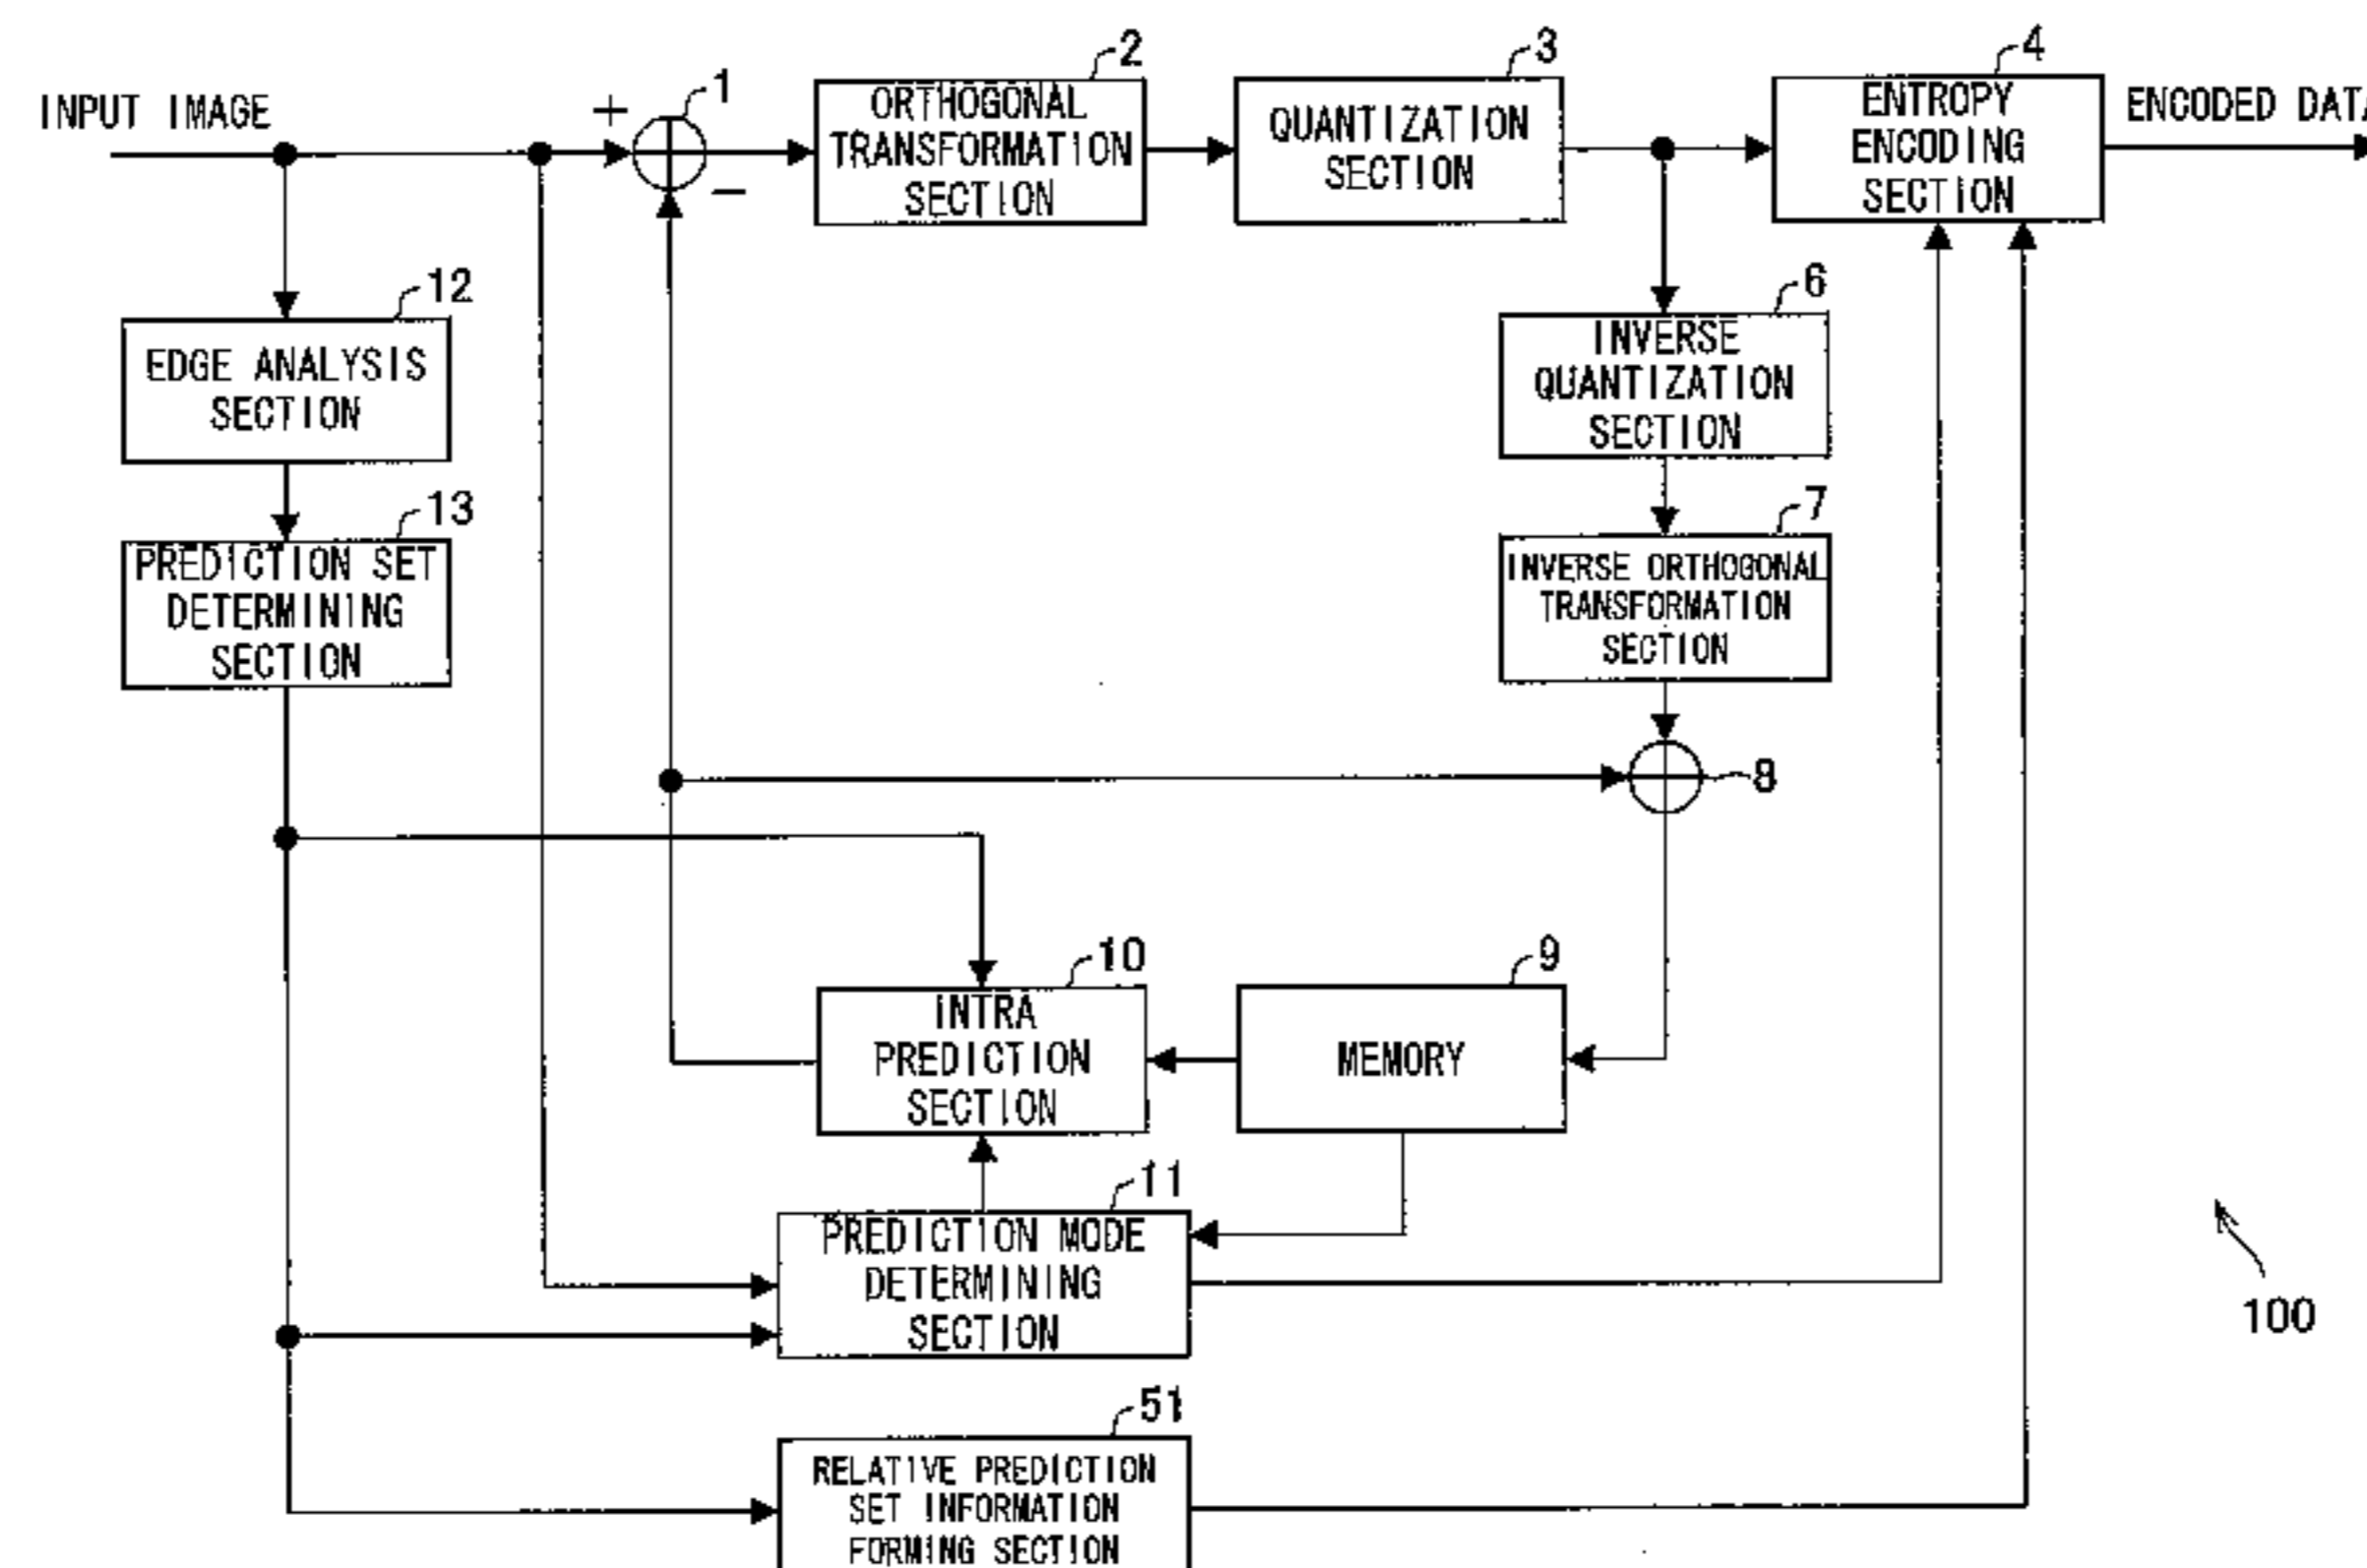 INPUT IMAGE
+
1
−
2
ORTHOGONAL
TRANSFORMATION
SECTION
3
QUANTIZATION
SECTION
4
ENTROPY
ENCODING
SECTION
ENCODED DATA
12
EDGE ANALYSIS
SECTION
6
INVERSE
QUANTIZATION
SECTION
13
PREDICTION SET
DETERMINING
SECTION
7
INVERSE ORTHOGONAL
TRANSFORMATION
SECTION
8
10
INTRA
PREDICTION
SECTION
9
MEMORY
11
PREDICTION MODE
DETERMINING
SECTION
100
51
RELATIVE PREDICTION
SET INFORMATION
FORMING SECTION